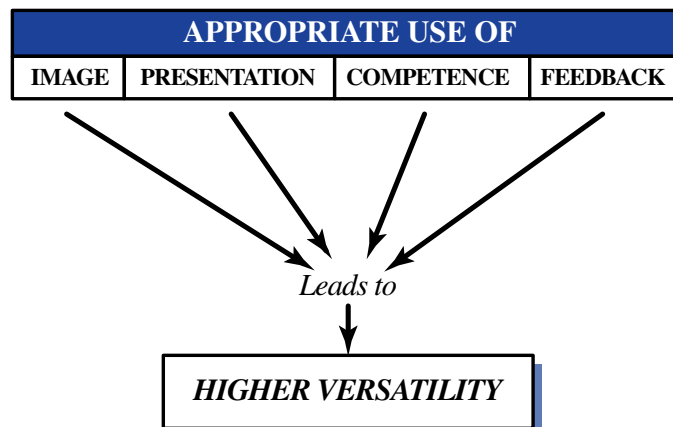 APPROPRIATE USE OF
IMAGE PRESENTATION COMPETENCE FEEDBACK
Leads to
HIGHER VERSATILITY